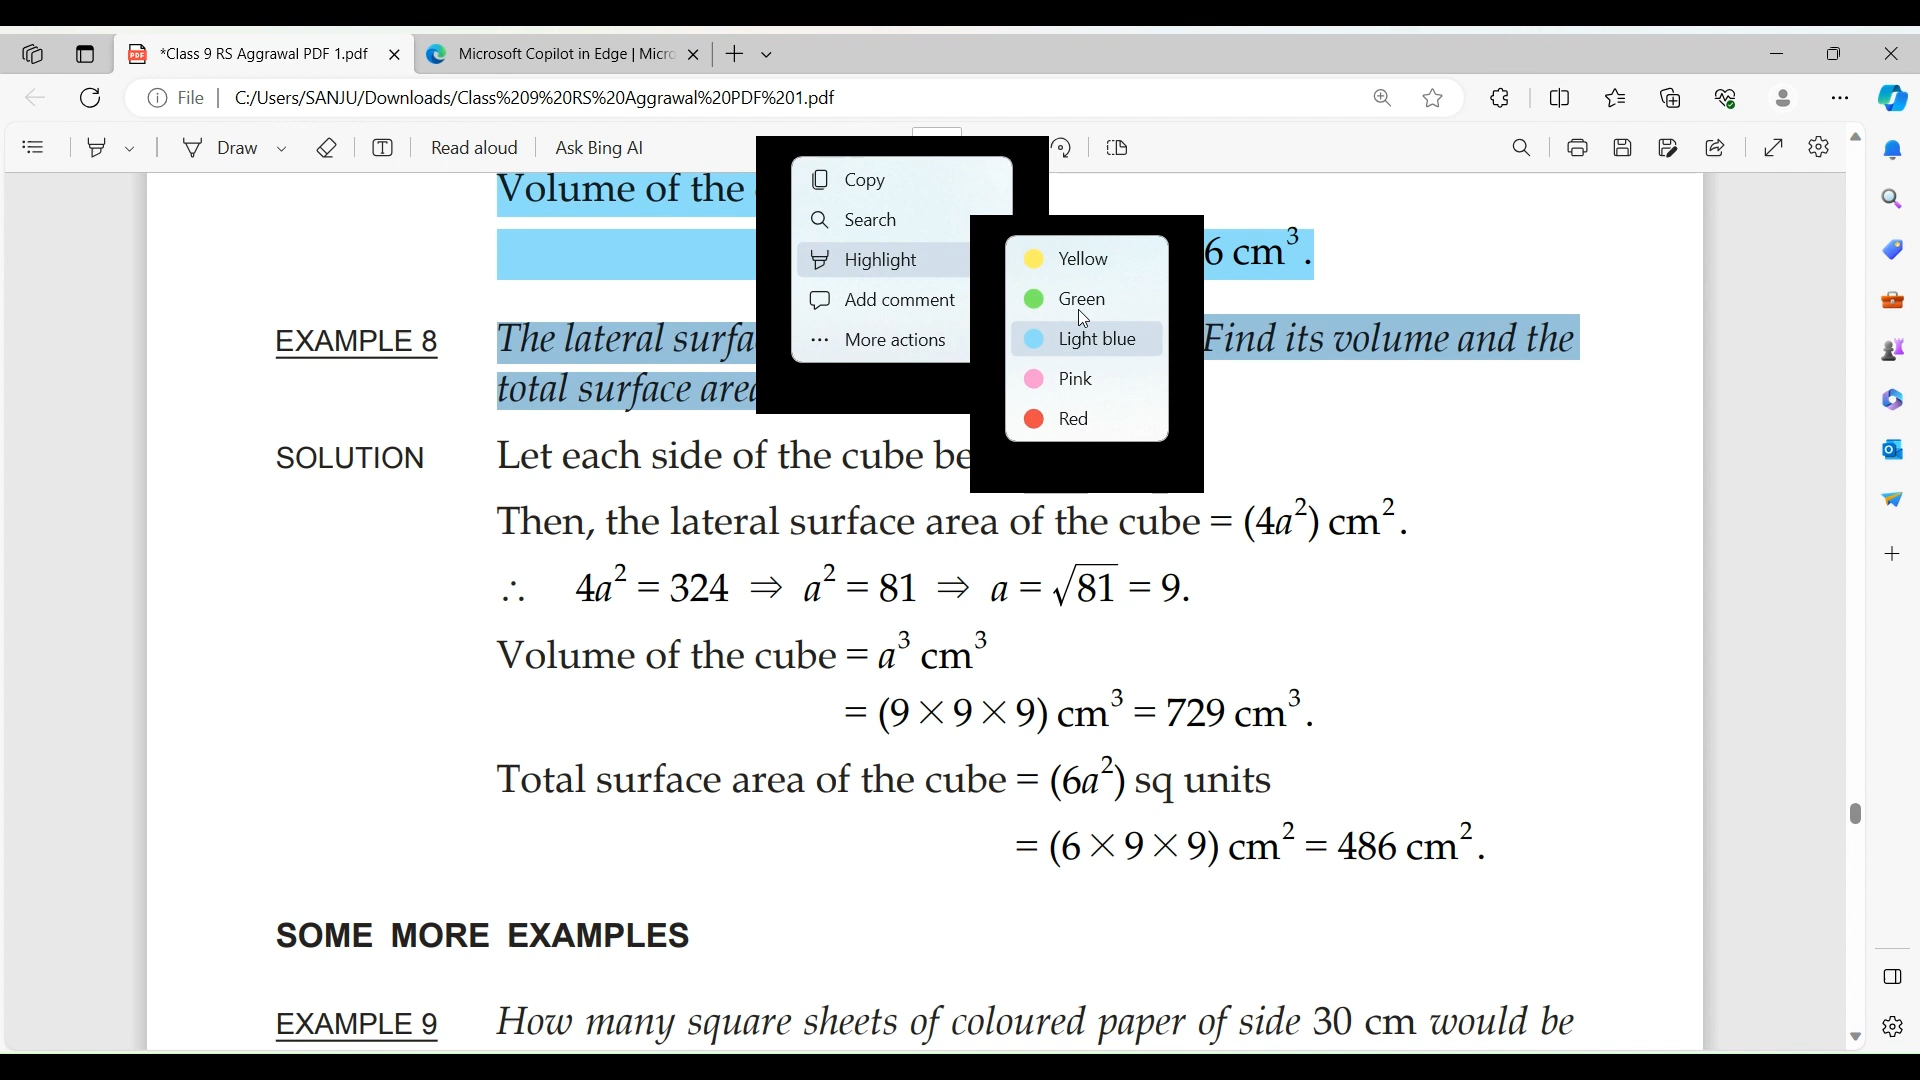 *Class 9 RS Aggrawal PDF 1.pdf
Microsoft Copilot in Edge | Micro
File
C:/Users/SANJU/Downloads/Class%209%20RS%20Aggrawal%20PDF%201.pdf
Draw
Read aloud
Ask Bing AI
Copy
Search
Highlight
Add comment
More actions
Yellow
Green
Light blue
Pink
Red
Volume of the
6 cm³.
EXAMPLE 8 The lateral surfa Find its volume and the
total surface area
SOLUTION Let each side of the cube be
Then, the lateral surface area of the cube = (4a²) cm².
∴ 4a² = 324 ⇒ a² = 81 ⇒ a = √81 = 9.
Volume of the cube = a³ cm³
= (9 × 9 × 9) cm³ = 729 cm³.
Total surface area of the cube = (6a²) sq units
= (6 × 9 × 9) cm² = 486 cm².
SOME MORE EXAMPLES
EXAMPLE 9 How many square sheets of coloured paper of side 30 cm would be